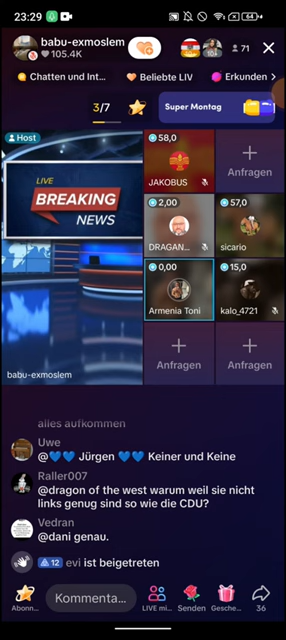 23:29
64
babu-exmoslem
105.4K
71
Chatten und Int...
Beliebte LIV
Erkunden
3/7
Super Montag
Host
LIVE
BREAKING
NEWS
babu-exmoslem
58,0
JAKOBUS
Anfragen
2,00
DRAGAN...
57,0
sicario
0,00
Armenia Toni
15,0
kalo_4721
Anfragen
Anfragen
alles aufkommen
Uwe
@💙💙 Jürgen 💙💙 Keiner und Keine
Raller007
@dragon of the west warum weil sie nicht
links genug sind so wie die CDU?
Vedran
@dani genau.
12 evi ist beigetreten
Abonn...
Kommenta...
LIVE mi...
Senden
Gesche...
36